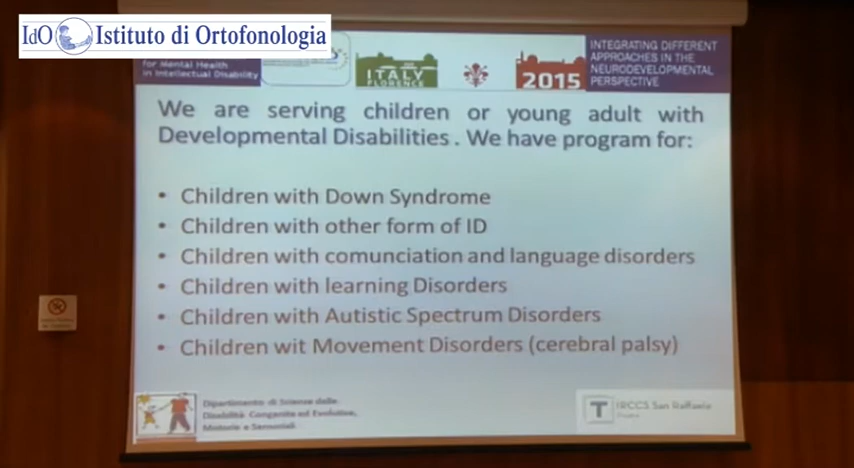 IdO Istituto di Ortofonologia
for Mental Health
in Intellectual Disability
ITALY
FLORENCE
2015
INTEGRATING DIFFERENT
APPROACHES IN THE
NEURODEVELOPMENTAL
PERSPECTIVE
We are serving children or young adult with
Developmental Disabilities . We have program for:
• Children with Down Syndrome
• Children with other form of ID
• Children with comunciation and language disorders
• Children with learning Disorders
• Children with Autistic Spectrum Disorders
• Children wit Movement Disorders (cerebral palsy)
Dipartimento di Scienze delle
Disabilità Congenite ed Evolutive,
Motorie e Sensoriali
T IRCCS San Raffaele